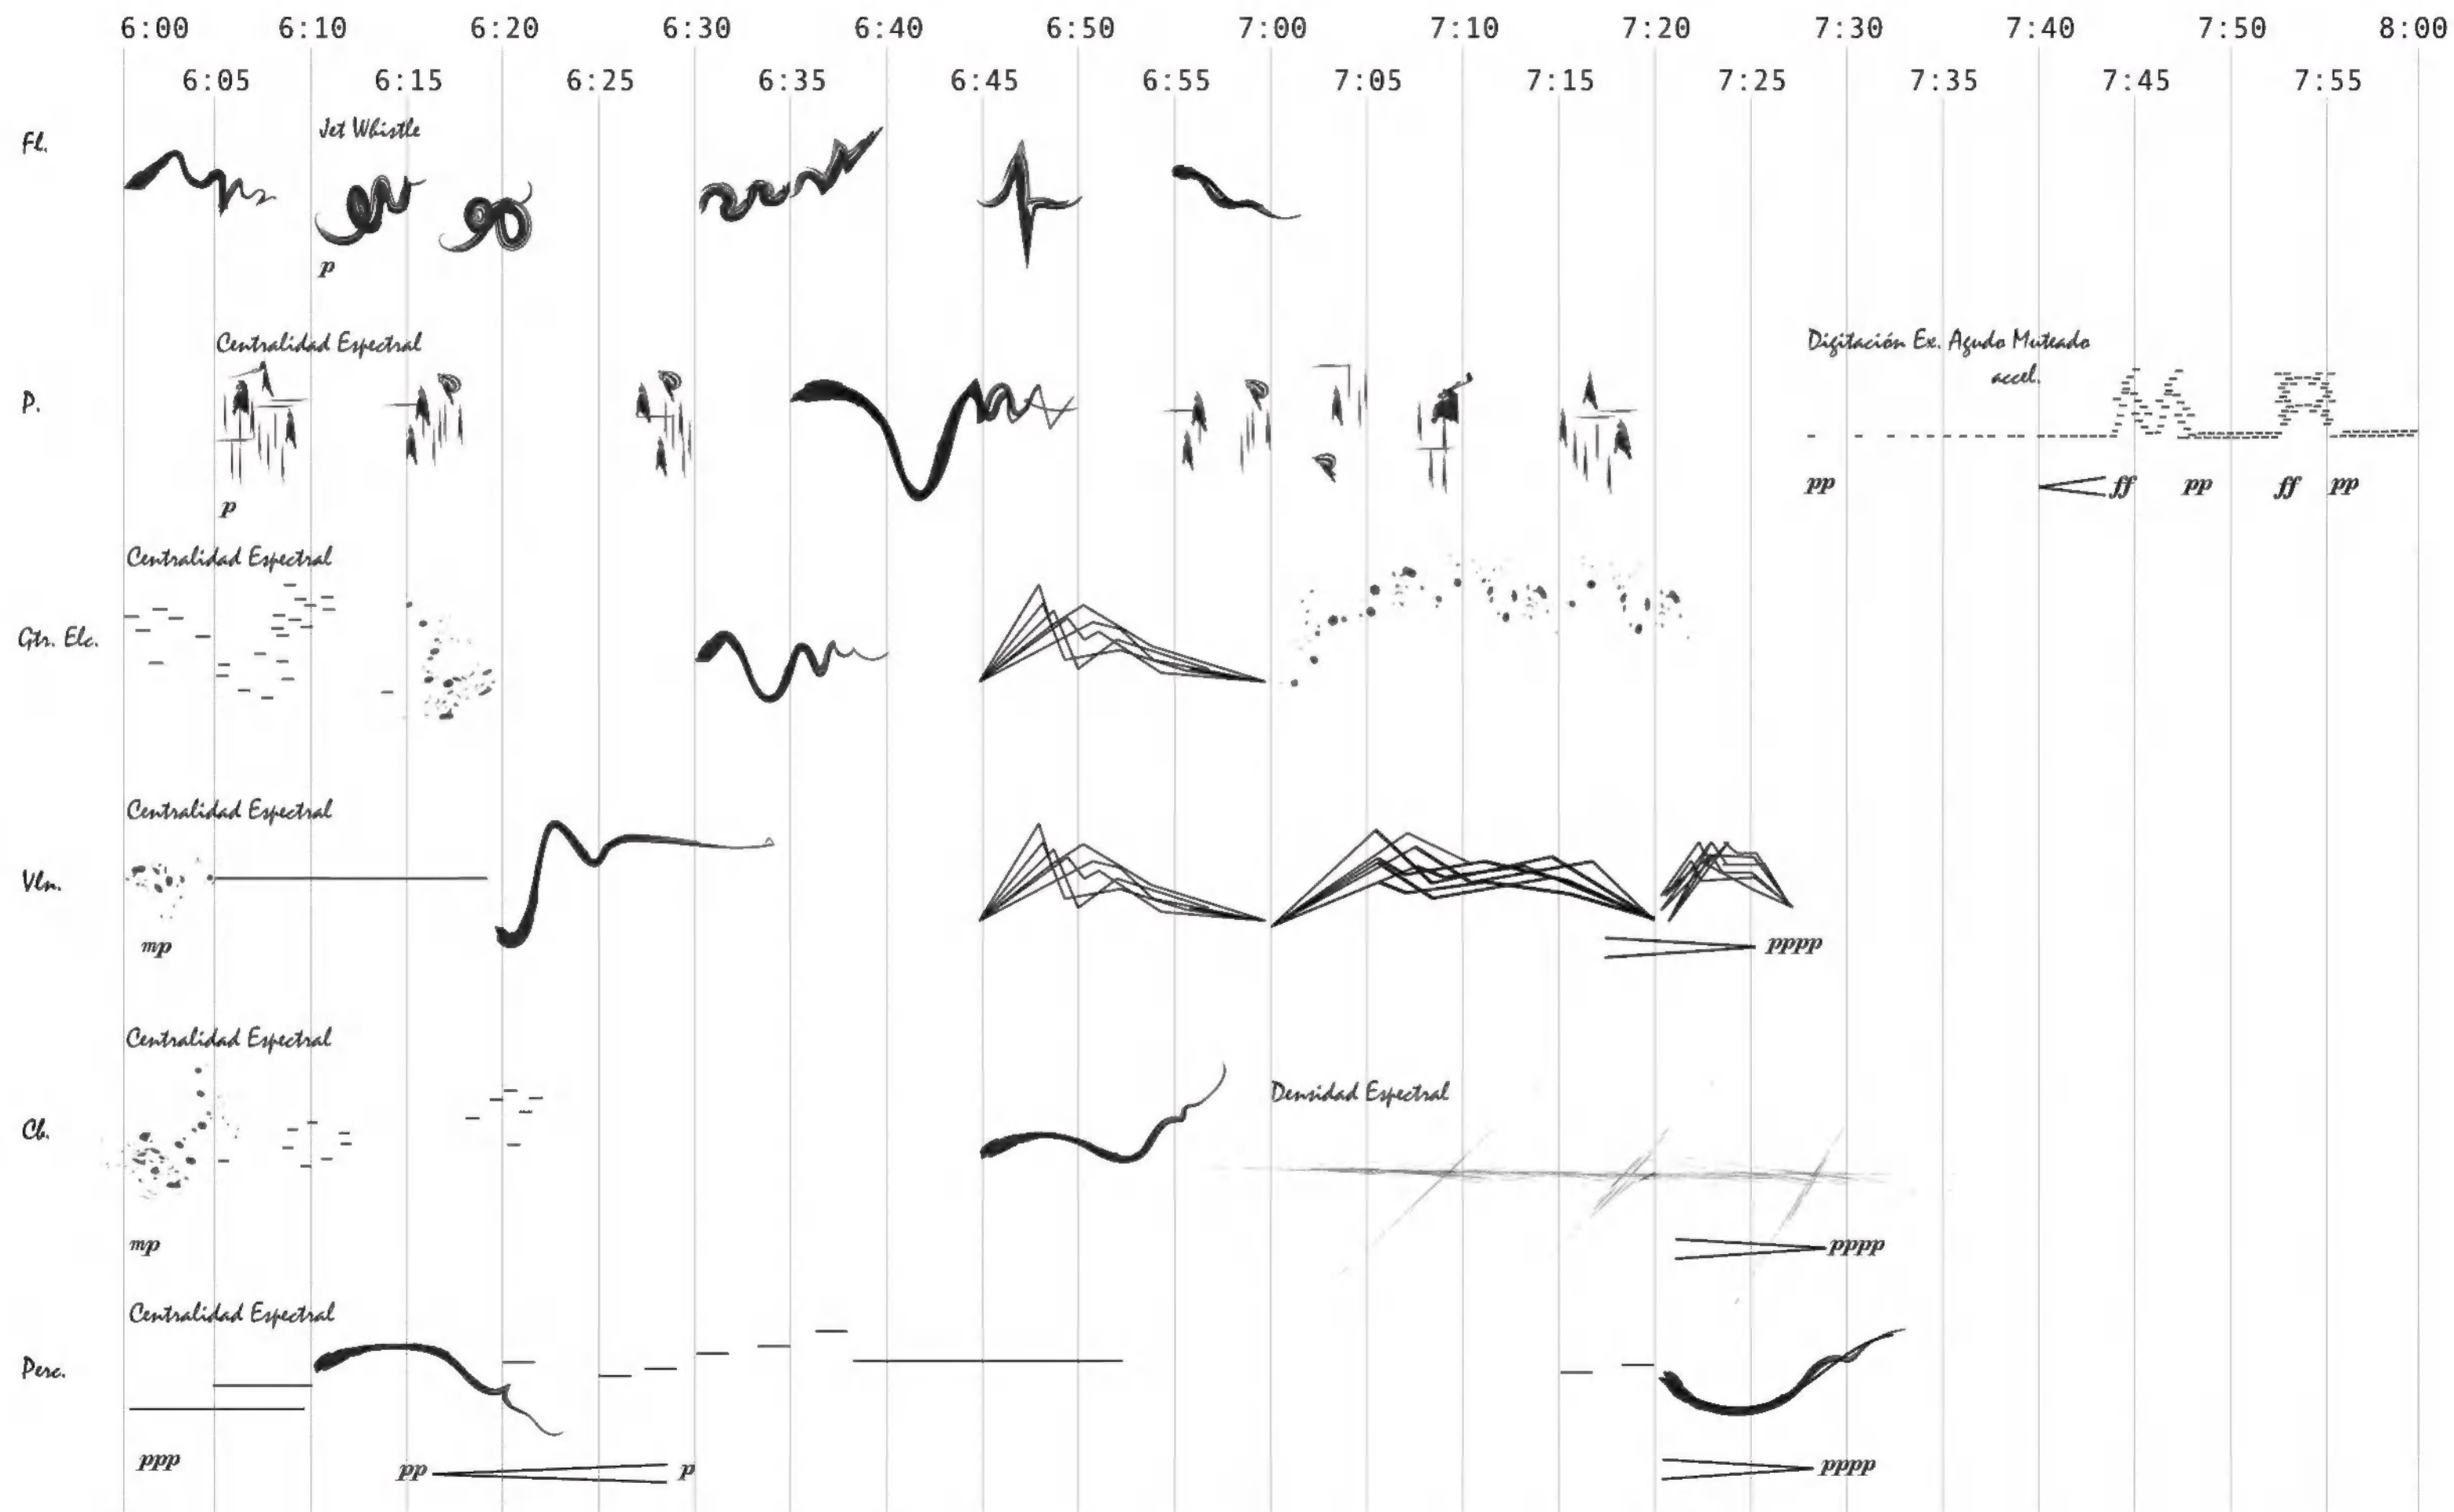 6:00 6:10 6:20 6:30 6:40 6:50 7:00 7:10 7:20 7:30 7:40 7:50 8:00
6:05 6:15 6:25 6:35 6:45 6:55 7:05 7:15 7:25 7:35 7:45 7:55
Jet Whistle
Fl.
p
Centralidad Espectral
Digitación Ex. Agudo Muteado
accel.
P.
pp ff pp ff pp
p
Centralidad Espectral
Gtr. Elc.
Centralidad Espectral
Vln.
mp
pppp
Centralidad Espectral
Densidad Espectral
Cb.
mp
pppp
Centralidad Espectral
Perc.
ppp
pp p
pppp